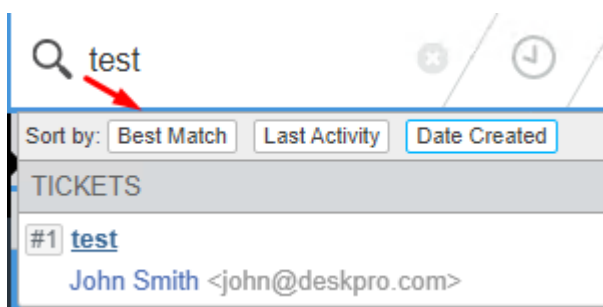 test
Sort by: Best Match Last Activity Date Created
TICKETS
#1 test
John Smith <john@deskpro.com>